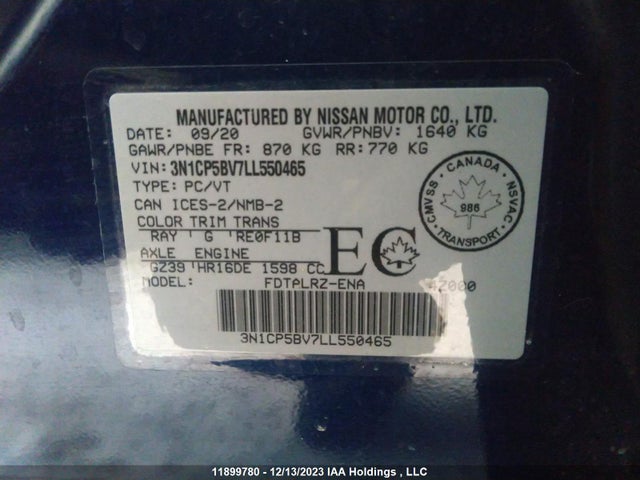 MANUFACTURED BY NISSAN MOTOR CO., LTD.
DATE: 09/20 GVWR/PNBV: 1640 KG
GAWR/PNBE FR: 870 KG RR: 770 KG
VIN: 3N1CP5BV7LL550465
TYPE: PC/VT
CAN ICES-2/NMB-2
COLOR TRIM TRANS
RAY ' G 'RE0F11B
AXLE ENGINE
GZ39 'HR16DE 1598 CC
EC
MODEL: FDTALRZ-ENA 4Z000
3N1CP5BV7LL550465
CANADA
CMVSS NSVAC
986
TRANSPORT
11899780 - 12/13/2023 IAA Holdings , LLC